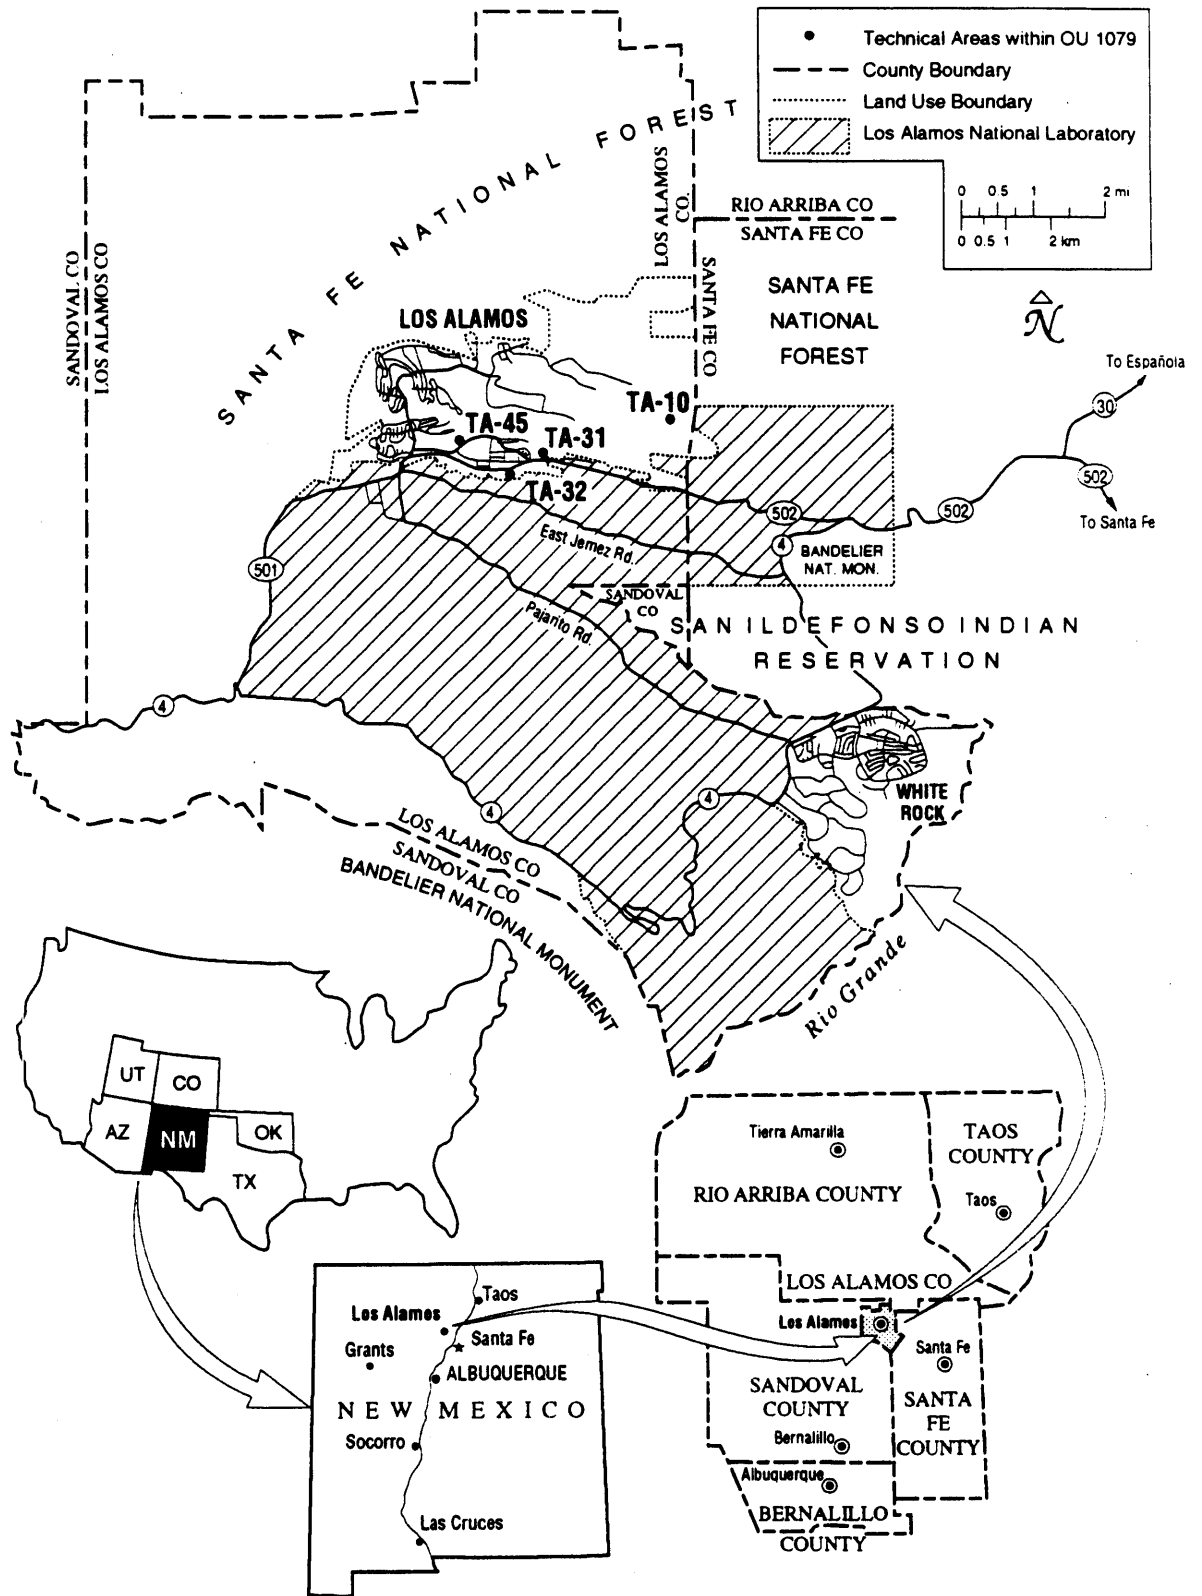 Technical Areas within OU 1079
County Boundary
Land Use Boundary
Los Alamos National Laboratory
0 0.5 1 2 mi
0 0.5 1 2 km
N
SANTA FE NATIONAL FOREST
LOS ALAMOS
CO.
RIO ARRIBA CO
SANTA FE CO
SANDOVAL CO
LOS ALAMOS CO
SANTA FE CO
SANTA FE
NATIONAL
FOREST
LOS ALAMOS
To Española
30
TA-10
TA-45
TA-31
TA-32
502
502
502
To Santa Fe
East Jemez Rd.
4
BANDELIER
NAT. MON.
501
SANDOVAL
CO
Pajarito Rd.
SAN ILDEFONSO INDIAN
RESERVATION
4
WHITE
ROCK
4
4
LOS ALAMOS CO
SANDOVAL CO
BANDELIER NATIONAL MONUMENT
Rio Grande
UT
CO
AZ
NM
OK
TX
Tierra Amarilla
TAOS
COUNTY
RIO ARRIBA COUNTY
Taos
LOS ALAMOS CO
Los Alamos
Santa Fe
SANDOVAL
COUNTY
SANTA
FE
COUNTY
Bernalillo
Albuquerque
BERNALILLO
COUNTY
Taos
Los Alamos
Santa Fe
Grants
ALBUQUERQUE
NEW MEXICO
Socorro
Las Cruces